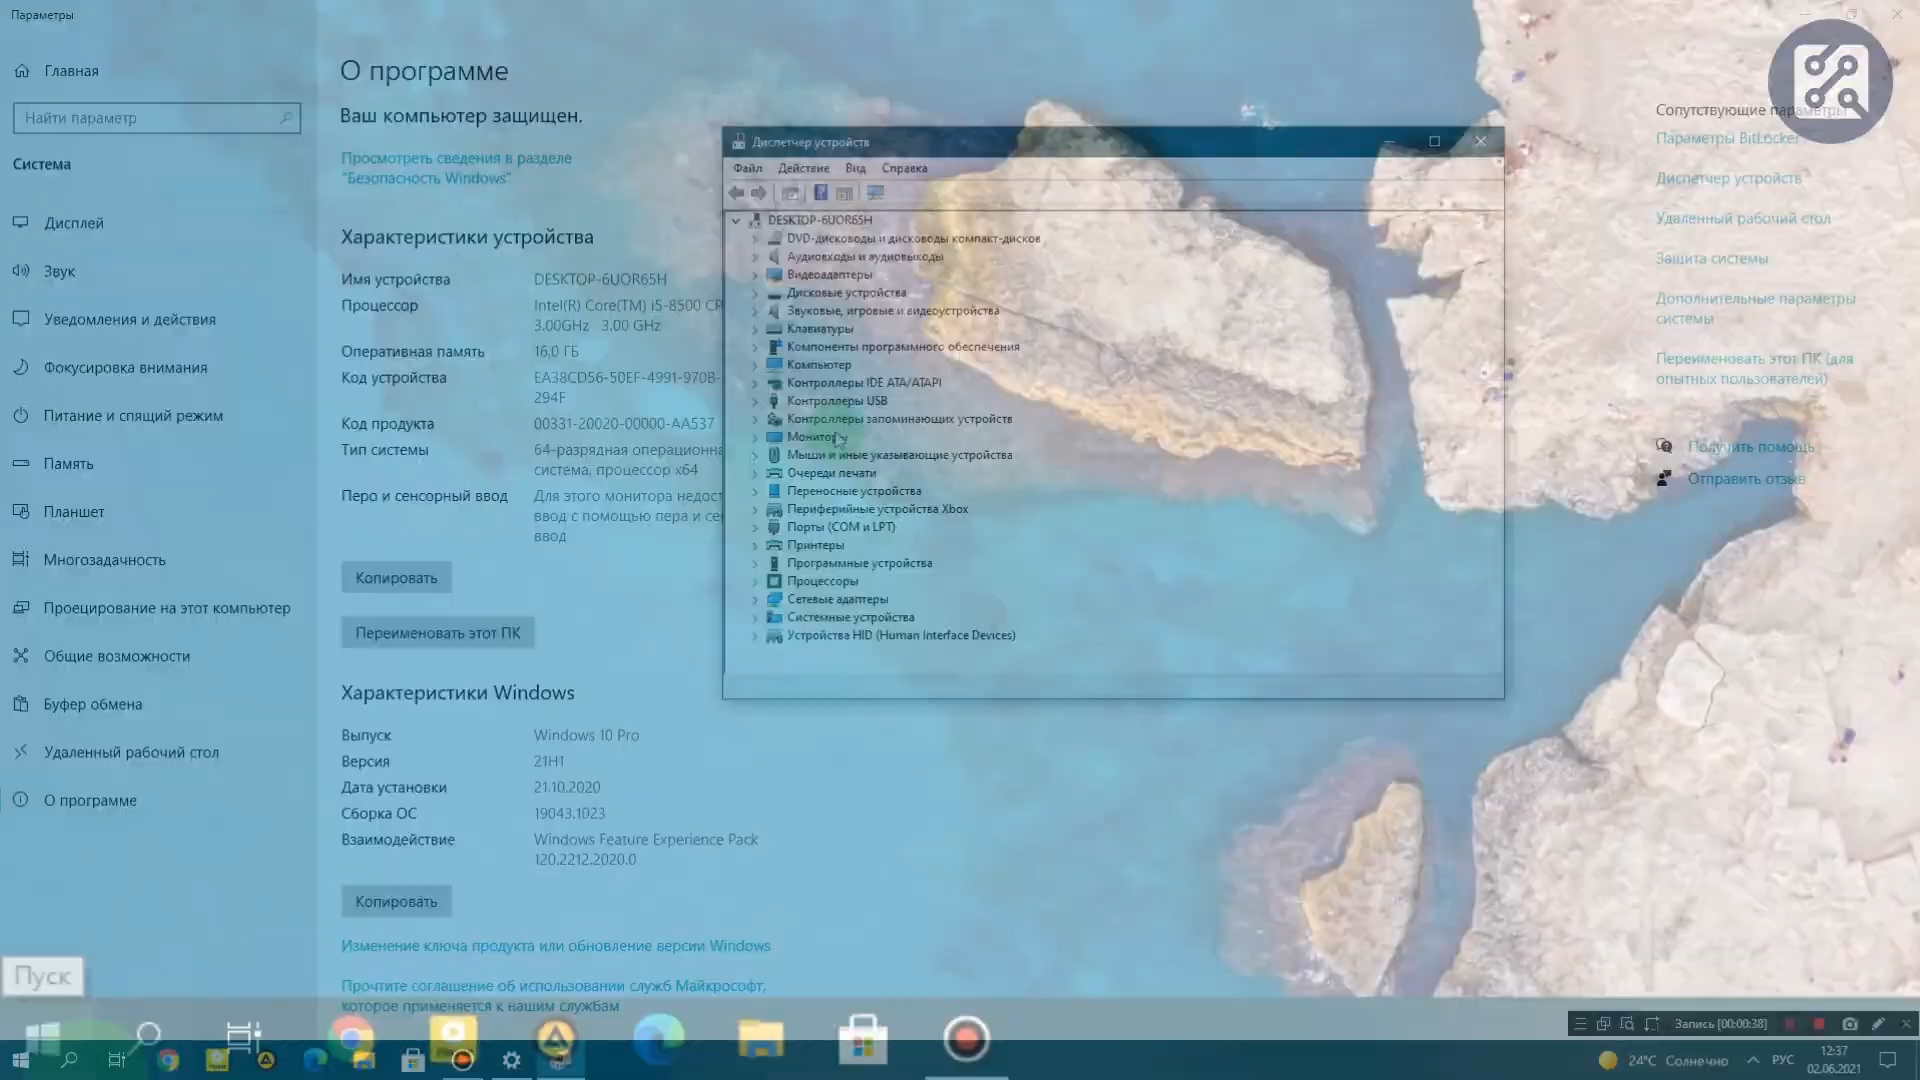 Параметры
Главная
Найти параметр
Система
Дисплей
Звук
Уведомления и действия
Фокусировка внимания
Питание и спящий режим
Память
Планшет
Многозадачность
Проецирование на этот компьютер
Общие возможности
Буфер обмена
Удаленный рабочий стол
О программе
О программе
Ваш компьютер защищен.
Просмотреть сведения в разделе
"Безопасность Windows"
Характеристики устройства
Имя устройства DESKTOP-6UOR65H
Процессор Intel(R) Core(TM) i5-8500 CP
3.00GHz 3.00 GHz
Оперативная память 16,0 ГБ
Код устройства EA38CD56-50EF-4991-970B-
294F
Код продукта 00331-20020-00000-AA537
Тип системы 64-разрядная операционна
система, процессор x64
Перо и сенсорный ввод Для этого монитора недост
ввод с помощью пера и сен
ввод
Копировать
Переименовать этот ПК
Характеристики Windows
Выпуск Windows 10 Pro
Версия 21H1
Дата установки 21.10.2020
Сборка ОС 19043.1023
Взаимодействие Windows Feature Experience Pack
120.2212.2020.0
Копировать
Изменение ключа продукта или обновление версии Windows
Прочтите соглашение об использовании служб Майкрософт,
которое применяется к нашим службам
Диспетчер устройств
Файл Действие Вид Справка
DESKTOP-6UOR65H
DVD-дисководы и дисководы компакт-дисков
Аудиовходы и аудиовыходы
Видеоадаптеры
Дисковые устройства
Звуковые, игровые и видеоустройства
Клавиатуры
Компоненты программного обеспечения
Компьютер
Контроллеры IDE ATA/ATAPI
Контроллеры USB
Контроллеры запоминающих устройств
Мониторы
Мыши и иные указывающие устройства
Очереди печати
Переносные устройства
Периферийные устройства Xbox
Порты (COM и LPT)
Принтеры
Программные устройства
Процессоры
Сетевые адаптеры
Системные устройства
Устройства HID (Human Interface Devices)
Сопутствующие параметры
Параметры BitLocker
Диспетчер устройств
Удаленный рабочий стол
Защита системы
Дополнительные параметры
системы
Переименовать этот ПК (для
опытных пользователей)
Получить помощь
Отправить отзыв
Пуск
Запись [00:00:38]
24°C Солнечно
РУС
12:37
02.06.2021